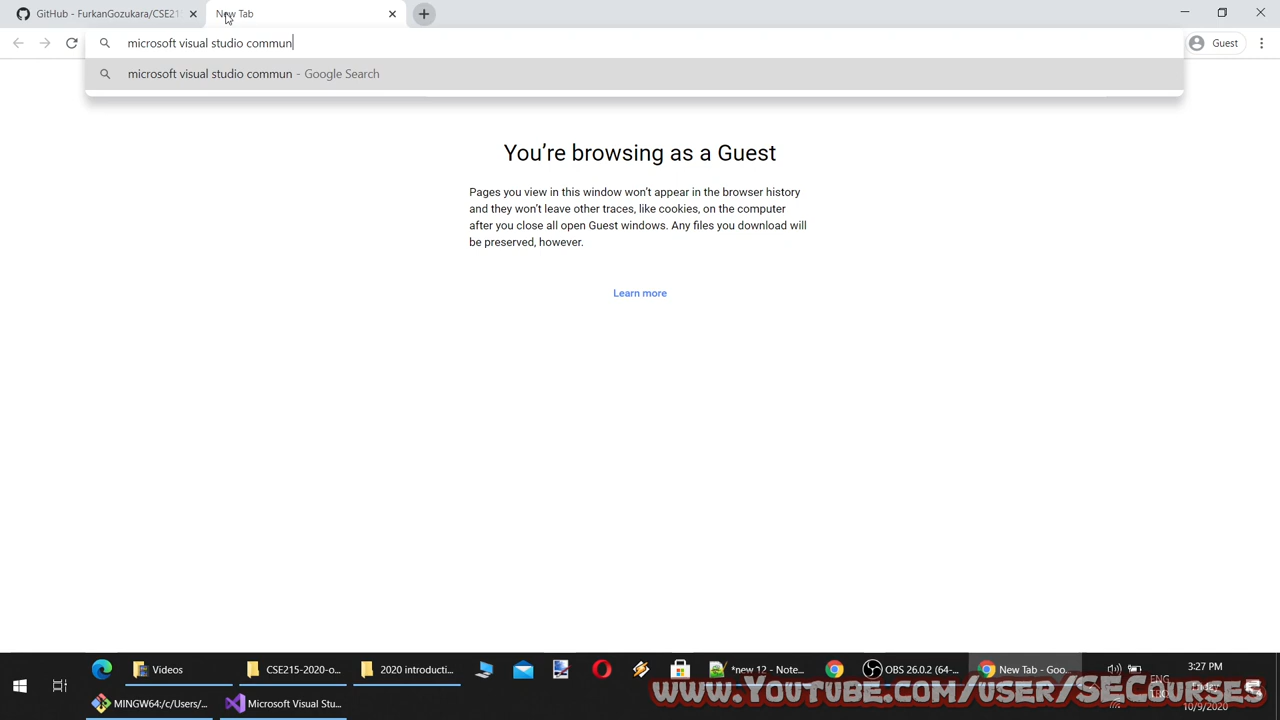 GitHub - FurkanGozukara/CSE21
New Tab
microsoft visual studio commun
Guest
microsoft visual studio commun - Google Search
You're browsing as a Guest
Pages you view in this window won't appear in the browser history
and they won't leave other traces, like cookies, on the computer
after you close all open Guest windows. Any files you download will
be preserved, however.
Learn more
Videos
CSE215-2020-o...
2020 introducti...
*new 12 - Note...
OBS 26.0.2 (64-...
New Tab - Goo...
ENG
3:27 PM
Friday
10/9/2020
MINGW64:/c/Users/...
Microsoft Visual Stu...
www.Youtube.com/user/SECourses